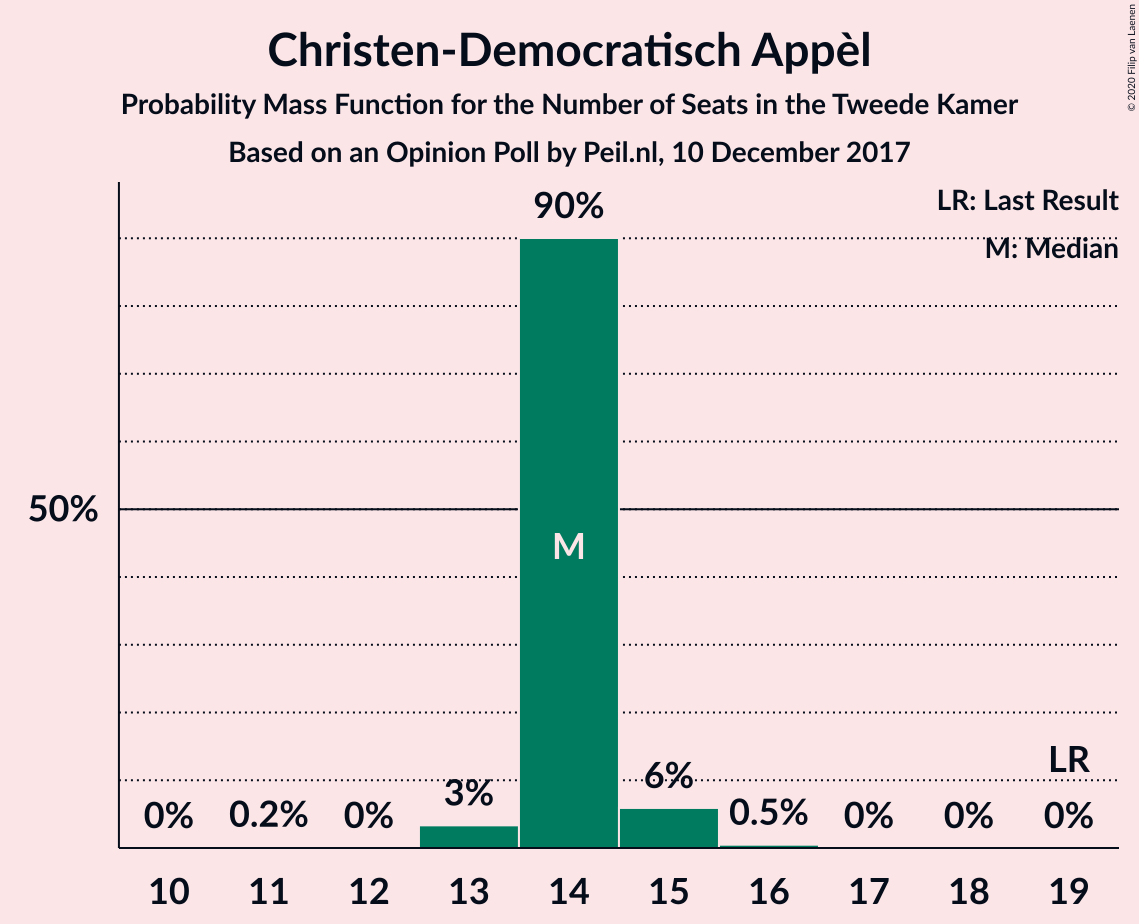 Christen-Democratisch Appèl
Probability Mass Function for the Number of Seats in the Tweede Kamer
Based on an Opinion Poll by Peil.nl, 10 December 2017
© 2020 Filip van Laenen
LR: Last Result
M: Median
90%
50%
M
LR
0% 0.2% 0% 3% 6% 0.5% 0% 0% 0%
10 11 12 13 14 15 16 17 18 19